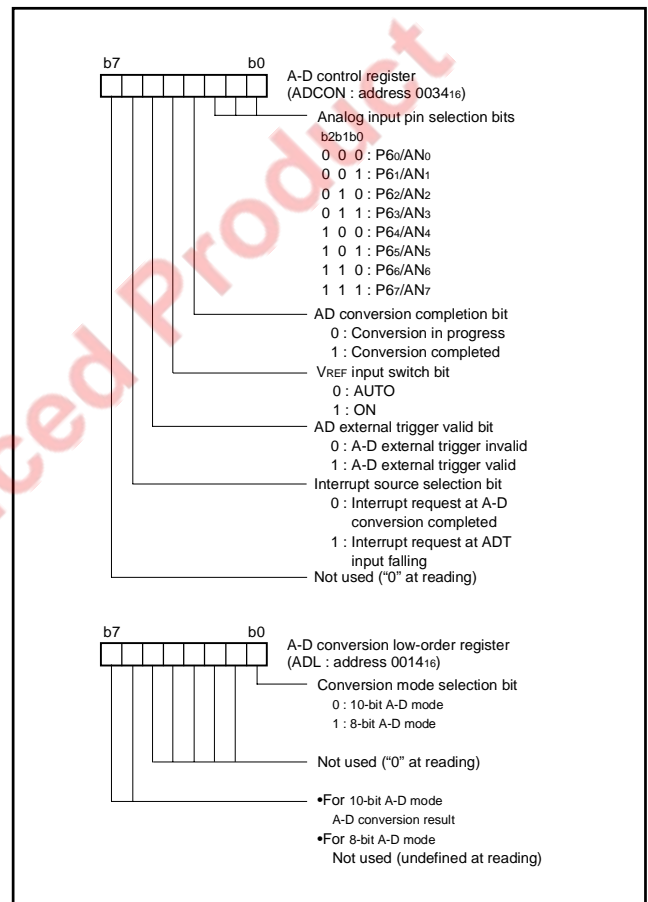 b7 b0
A-D control register
(ADCON : address 003416)
Analog input pin selection bits
b2b1b0
0 0 0 : P60/AN0
0 0 1 : P61/AN1
0 1 0 : P62/AN2
0 1 1 : P63/AN3
1 0 0 : P64/AN4
1 0 1 : P65/AN5
1 1 0 : P66/AN6
1 1 1 : P67/AN7
AD conversion completion bit
0 : Conversion in progress
1 : Conversion completed
VREF input switch bit
0 : AUTO
1 : ON
AD external trigger valid bit
0 : A-D external trigger invalid
1 : A-D external trigger valid
Interrupt source selection bit
0 : Interrupt request at A-D
conversion completed
1 : Interrupt request at ADT
input falling
Not used (“0” at reading)
b7 b0
A-D conversion low-order register
(ADL : address 001416)
Conversion mode selection bit
0 : 10-bit A-D mode
1 : 8-bit A-D mode
Not used (“0” at reading)
•For 10-bit A-D mode
A-D conversion result
•For 8-bit A-D mode
Not used (undefined at reading)
ced Product